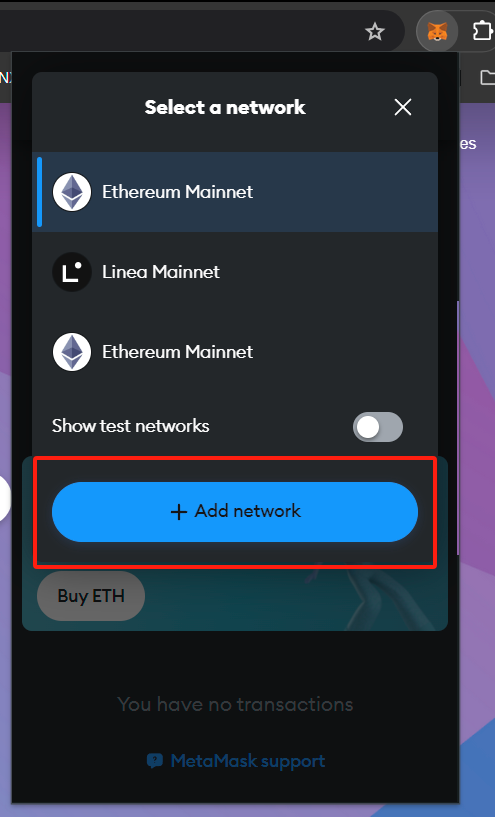 es
Select a network
Ethereum Mainnet
Linea Mainnet
Ethereum Mainnet
Show test networks
+ Add network
Buy ETH
You have no transactions
MetaMask support